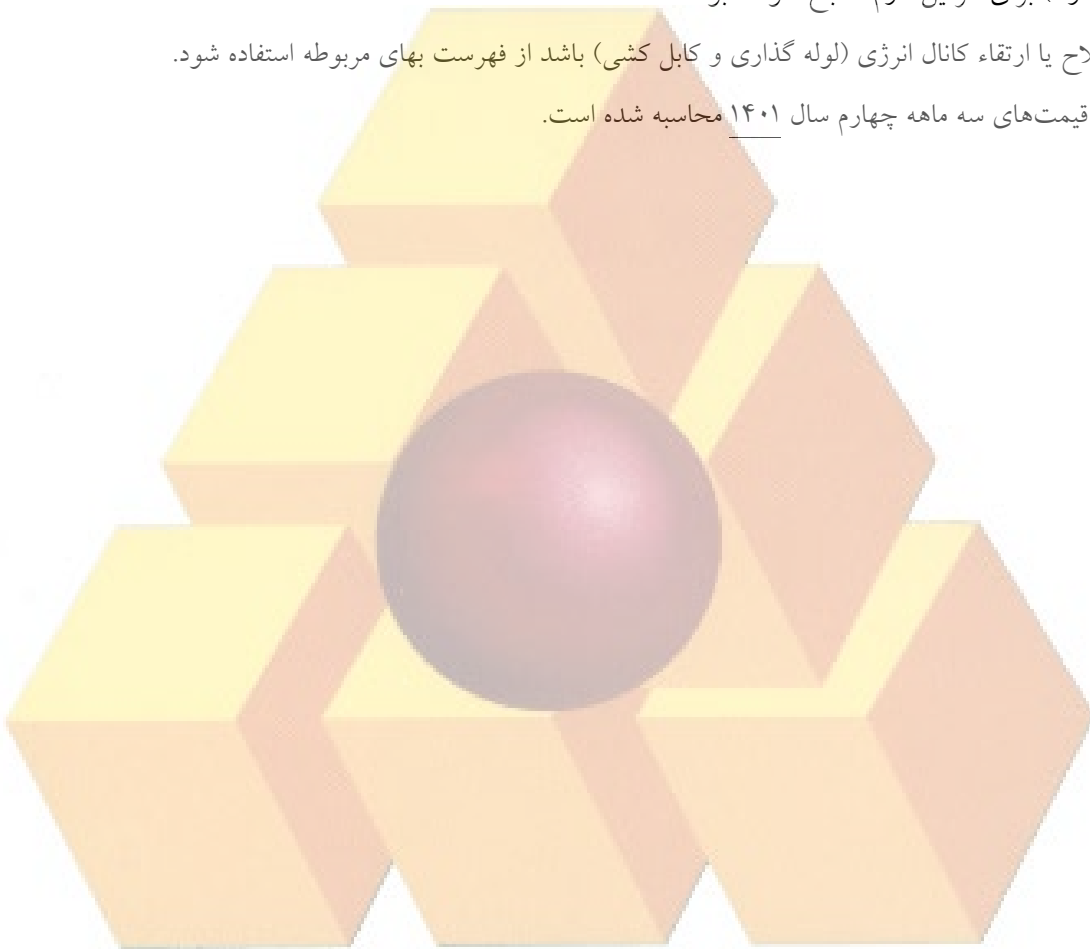 لاح یا ارتقاء کانال انرژی (لوله گذاری و کابل کشی) باشد از فهرست بهای مربوطه استفاده شود.
قیمت‌های سه ماهه چهارم سال ۱۴۰۱ محاسبه شده است.